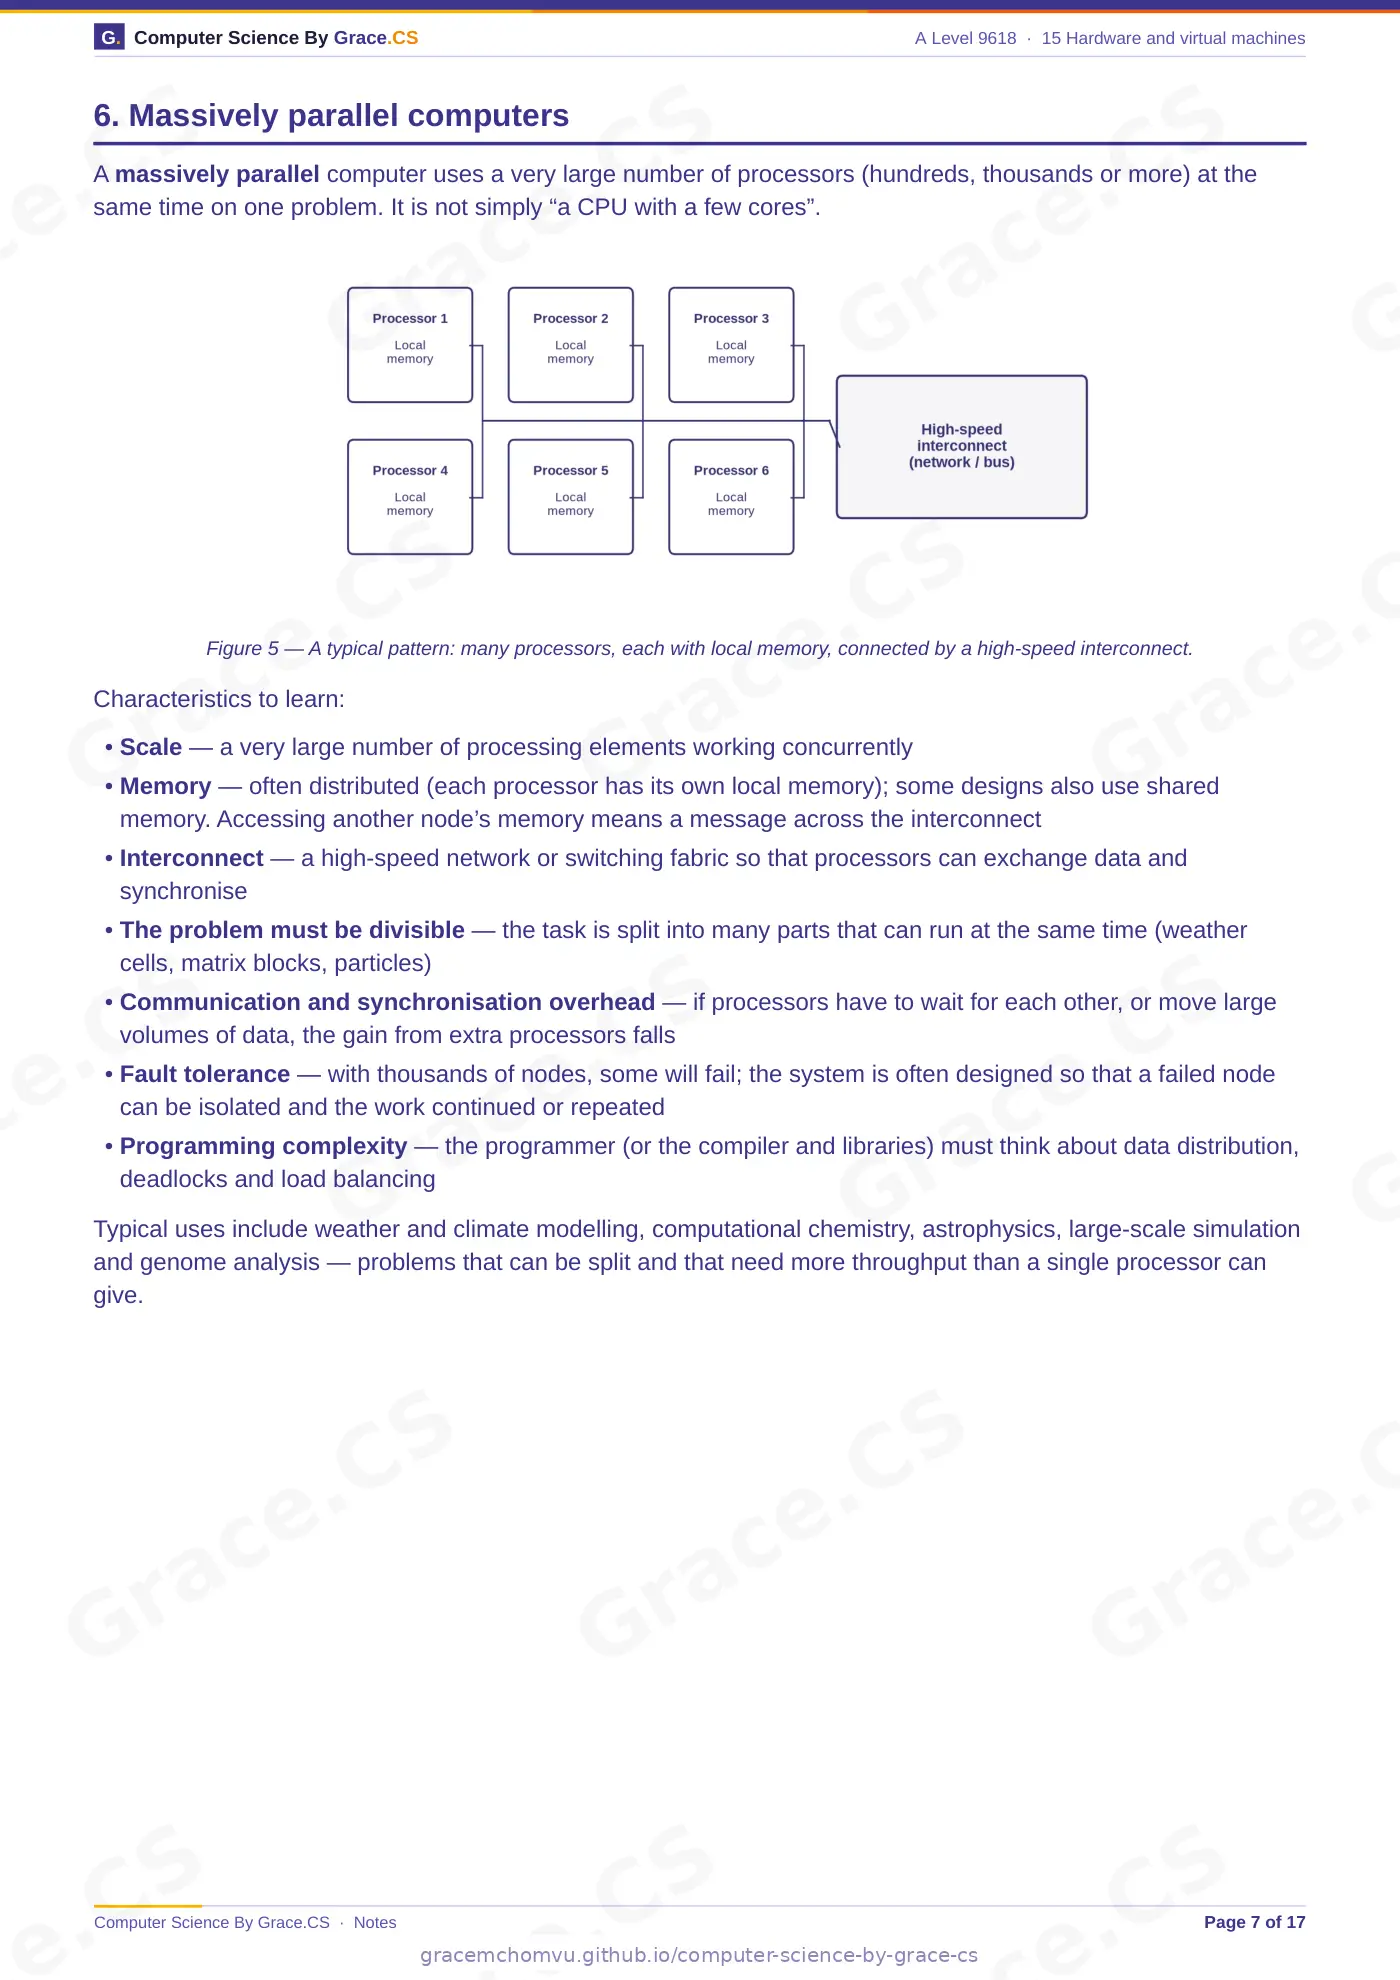 G. Computer Science By Grace.CS
A Level 9618 · 15 Hardware and virtual machines
6. Massively parallel computers
A massively parallel computer uses a very large number of processors (hundreds, thousands or more) at the
same time on one problem. It is not simply “a CPU with a few cores”.
Processor 1
Local
memory
Processor 2
Local
memory
Processor 3
Local
memory
High-speed
interconnect
(network / bus)
Processor 4
Local
memory
Processor 5
Local
memory
Processor 6
Local
memory
Figure 5 — A typical pattern: many processors, each with local memory, connected by a high-speed interconnect.
Characteristics to learn:
• Scale — a very large number of processing elements working concurrently
• Memory — often distributed (each processor has its own local memory); some designs also use shared
memory. Accessing another node’s memory means a message across the interconnect
• Interconnect — a high-speed network or switching fabric so that processors can exchange data and
synchronise
• The problem must be divisible — the task is split into many parts that can run at the same time (weather
cells, matrix blocks, particles)
• Communication and synchronisation overhead — if processors have to wait for each other, or move large
volumes of data, the gain from extra processors falls
• Fault tolerance — with thousands of nodes, some will fail; the system is often designed so that a failed node
can be isolated and the work continued or repeated
• Programming complexity — the programmer (or the compiler and libraries) must think about data distribution,
deadlocks and load balancing
Typical uses include weather and climate modelling, computational chemistry, astrophysics, large-scale simulation
and genome analysis — problems that can be split and that need more throughput than a single processor can
give.
Computer Science By Grace.CS · Notes
Page 7 of 17
gracemchomvu.github.io/computer-science-by-grace-cs